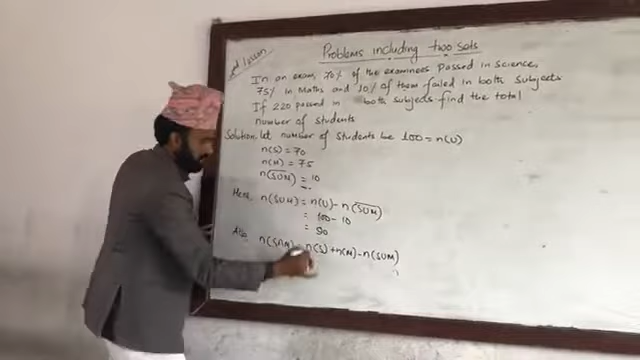 2nd lesson
Problems including two sets
In an exam, 70% of the examinees passed in science,
75% in Maths and 10% of them failed in both subjects
If 220 passed in both subjects find the total
number of students
Solution, let number of students be 100 = n(U)
n(S) = 70
n(M) = 75
n(S∪M)‾ = 10
Here, n(S∪M) = n(U) - n(S∪M)‾
= 100 - 10
= 90
Also, n(S∩M) = n(S) + n(M) - n(S∪M)